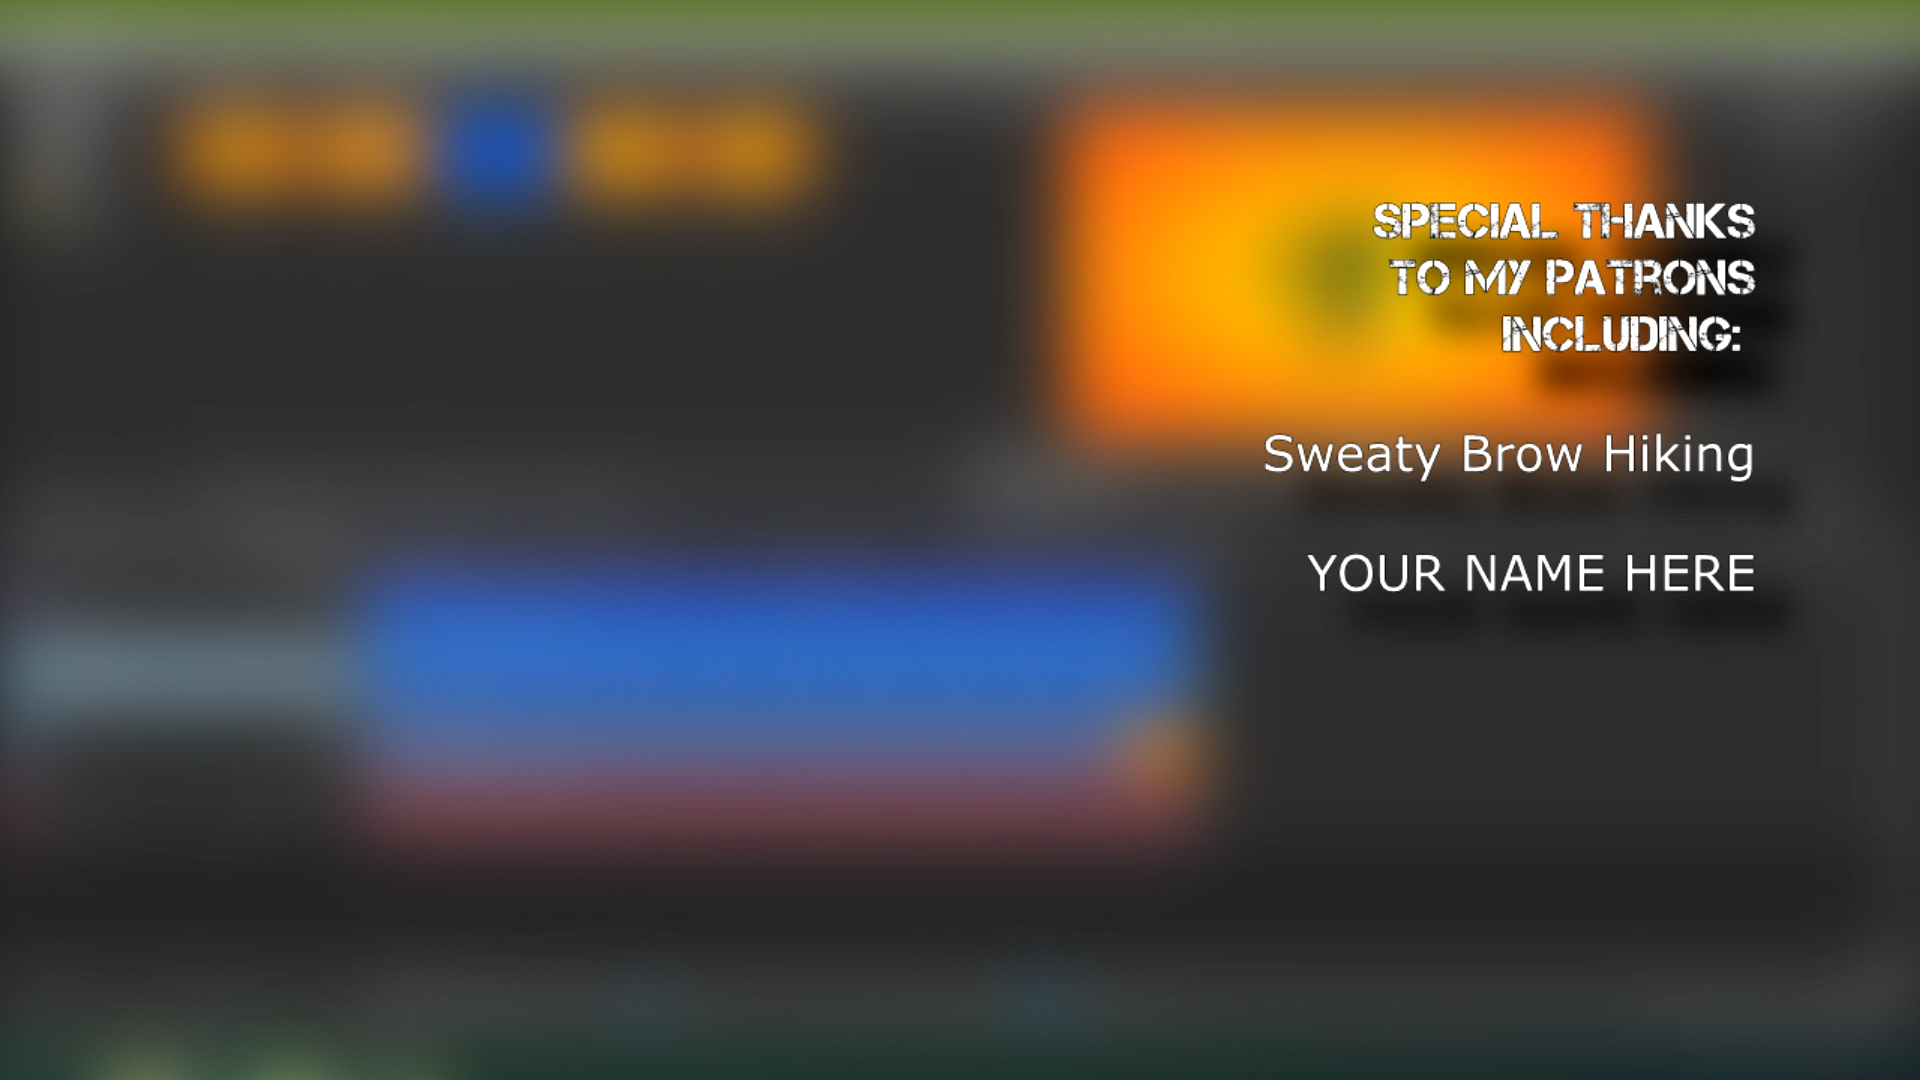 SPECIAL THANKS
TO MY PATRONS
INCLUDING:
Sweaty Brow Hiking
YOUR NAME HERE